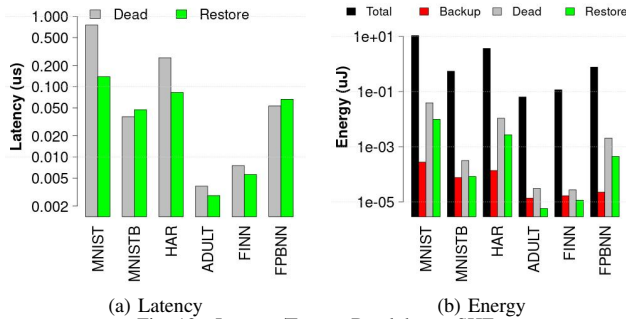 Dead Restore
Latency (us)
1.000
0.500
0.200
0.100
0.050
0.020
0.010
0.005
0.002
MNIST
MNISTB
HAR
ADULT
FINN
FPBNN
(a) Latency
Total Backup Dead Restore
Energy (uJ)
1e+01
1e-01
1e-03
1e-05
MNIST
MNISTB
HAR
ADULT
FINN
FPBNN
(b) Energy